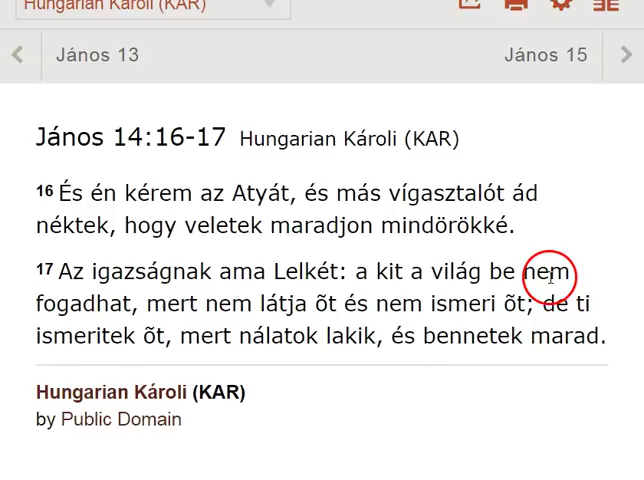 Hungarian Károli (KAR)
János 13
János 15
János 14:16-17 Hungarian Károli (KAR)
16 És én kérem az Atyát, és más vígasztalót ád
néktek, hogy veletek maradjon mindörökké.
17 Az igazságnak ama Lelkét: a kit a világ be nem
fogadhat, mert nem látja õt és nem ismeri õt; de ti
ismeritek õt, mert nálatok lakik, és bennetek marad.
Hungarian Károli (KAR)
by Public Domain